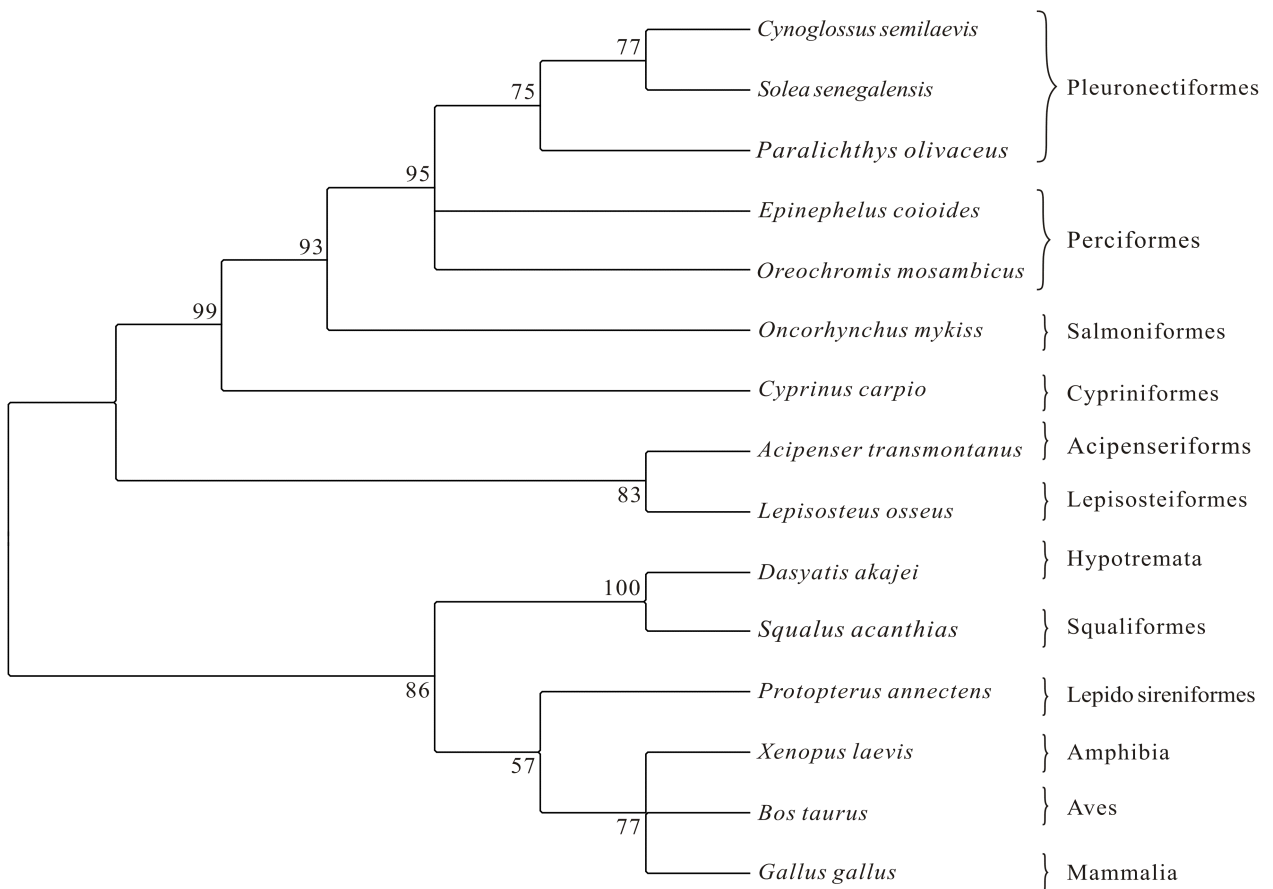 Cynoglossus semilaevis
77
Solea senegalensis
Pleuronectiformes
75
Paralichthys olivaceus
95
Epinephelus coioides
Perciformes
93
Oreochromis mosambicus
99
Oncorhynchus mykiss
Salmoniformes
Cyprinus carpio
Cypriniformes
Acipenser transmontanus
Acipenseriforms
83
Lepisosteus osseus
Lepisosteiformes
Dasyatis akajei
Hypotremata
100
Squalus acanthias
Squaliformes
86
Protopterus annectens
Lepido sireniformes
57
Xenopus laevis
Amphibia
Bos taurus
Aves
77
Gallus gallus
Mammalia